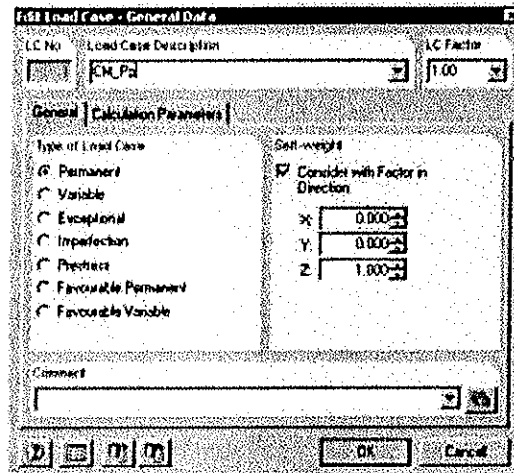 Edit Load Case - General Data
LC No
Load Case Description
LC Factor
CM_Pa
1.00
General
Calculation Parameters
Type of Load Case
Permanent
Variable
Exceptional
Imperfection
Prestress
Favourable Permanent
Favourable Variable
Self-weight
Consider with Factor in
Direction
X: 0.000
Y: 0.000
Z: 1.000
Comment
OK
Cancel